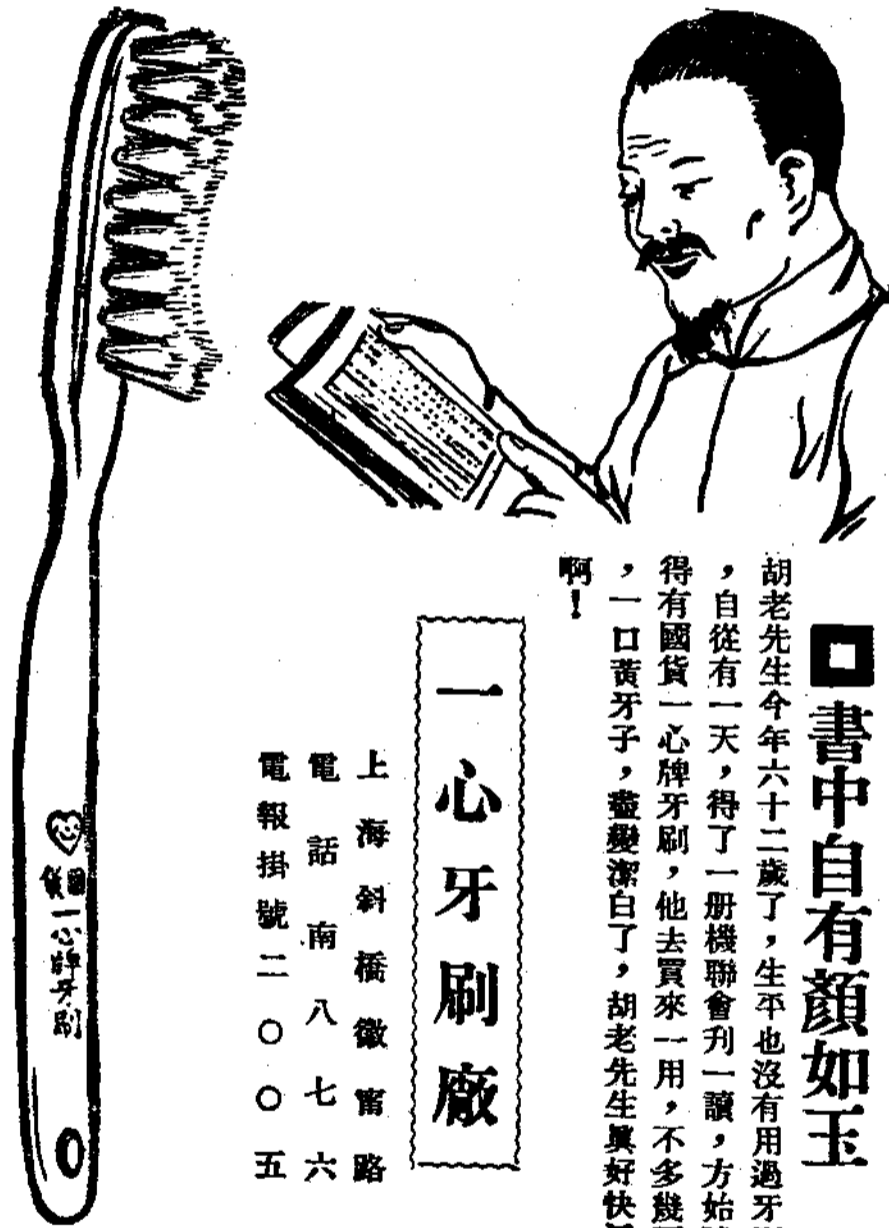 書中自有顏如玉
胡老先生今年六十二歲了，生平也沒有用過牙
，自從有一天，得了一册機聯會刋一讀，方始
得有國貨一心牌牙刷，他去買來一用，不多幾
，一口黃牙子，盡變潔白了，胡老先生眞好快
啊！
一心牙刷廠
上海斜橋徽甯路
電話南八七六
電報掛號二〇〇五
國貨
一心牌牙刷